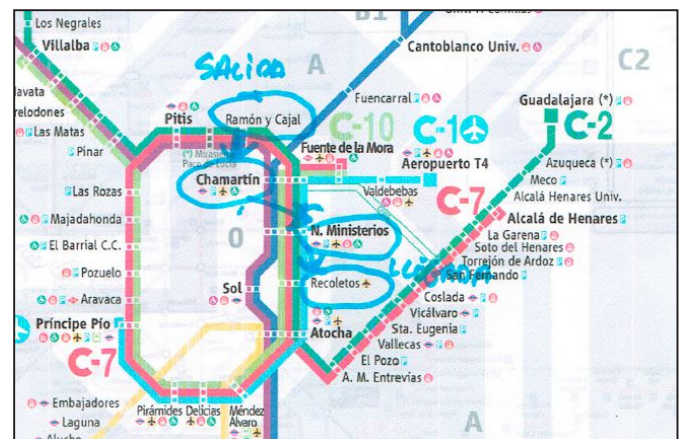 Los Negrales
Villalba
B1
Cantoblanco Univ.
C2
SALIDA
A
Fuencarral
Guadalajara (*)
C-2
Las Matas
Pitis
Ramón y Cajal
C-10
C-1
Pinar
Fuente de la Mora
Aeropuerto T4
Azuqueca (*)
Chamartín
Valdebebas
Meco
Las Rozas
C-7
Alcalá Henares Univ.
Majadahonda
Alcalá de Henares
El Barrial C.C.
O
N. Ministerios
La Garena
Soto del Henares
Torrejón de Ardoz
Pozuelo
San Fernando
Sol
Recoletos
Aravaca
Coslada
Príncipe Pío
Vicálvaro
Atocha
Sta. Eugenia
C-7
Vallecas
El Pozo
A. M. Entrevías
Embajadores
Pirámides
Delicias
Méndez
Álvaro
Laguna
A